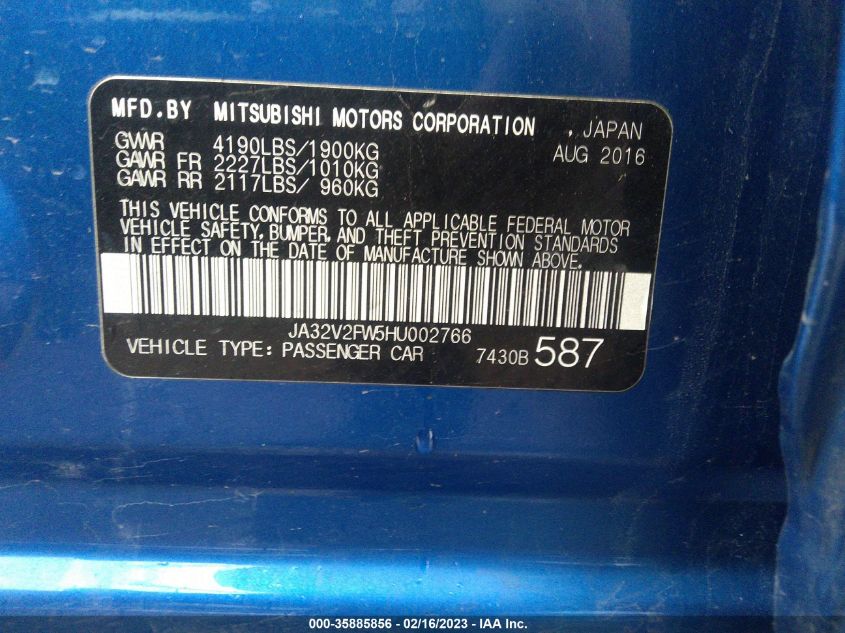 MFD.BY MITSUBISHI MOTORS CORPORATION , JAPAN
GWWR 4190LBS/1900KG AUG 2016
GAWR FR 2227LBS/1010KG
GAWR RR 2117LBS/ 960KG
THIS VEHICLE CONFORMS TO ALL APPLICABLE FEDERAL MOTOR
VEHICLE SAFETY, BUMPER, AND THEFT PREVENTION STANDARDS
IN EFFECT ON THE DATE OF MANUFACTURE SHOWN ABOVE.
JA32V2FW5HU002766
VEHICLE TYPE: PASSENGER CAR 7430B 587
000-35885856 - 02/16/2023 - IAA Inc.